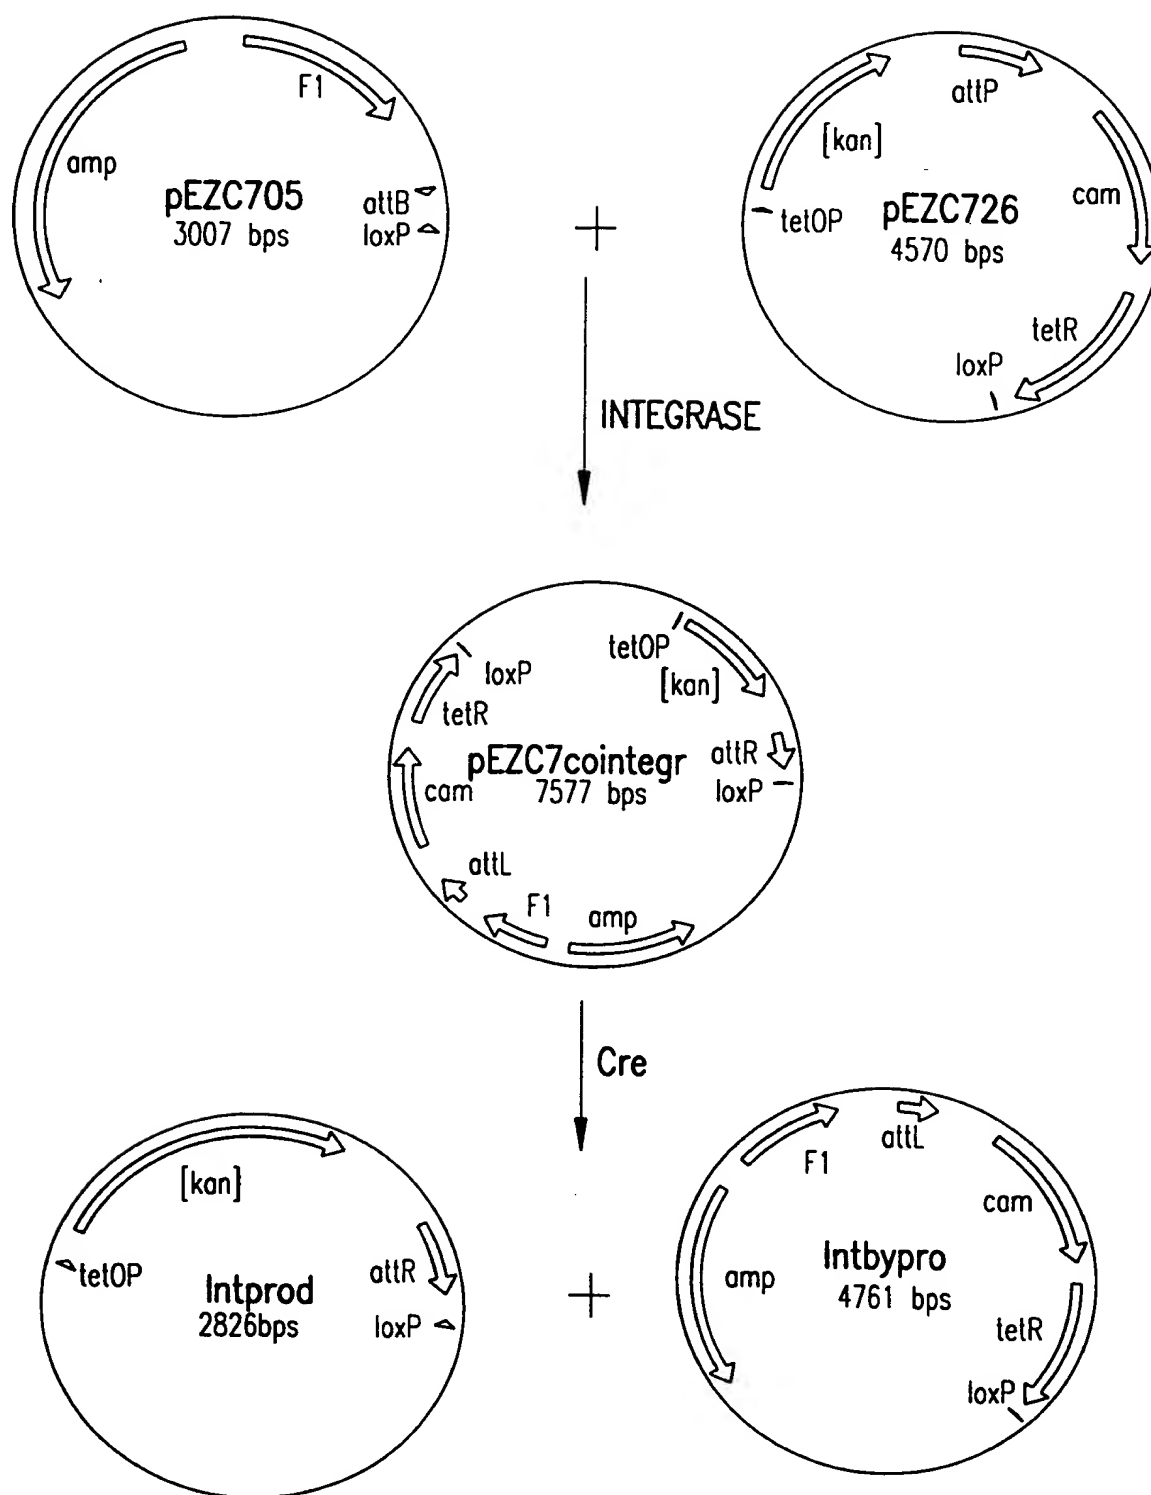 F1
amp
pEZC705
3007 bps
attB
loxP
+
attP
[kan]
cam
tetOP
pEZC726
4570 bps
tetR
loxP
INTEGRASE
tetOP
[kan]
loxP
tetR
attR
pEZC7cointegr
loxP
7577 bps
cam
attL
F1
amp
Cre
[kan]
tetOP
attR
Intprod
2826bps
loxP
+
attL
F1
cam
Intbypro
amp
4761 bps
tetR
loxP